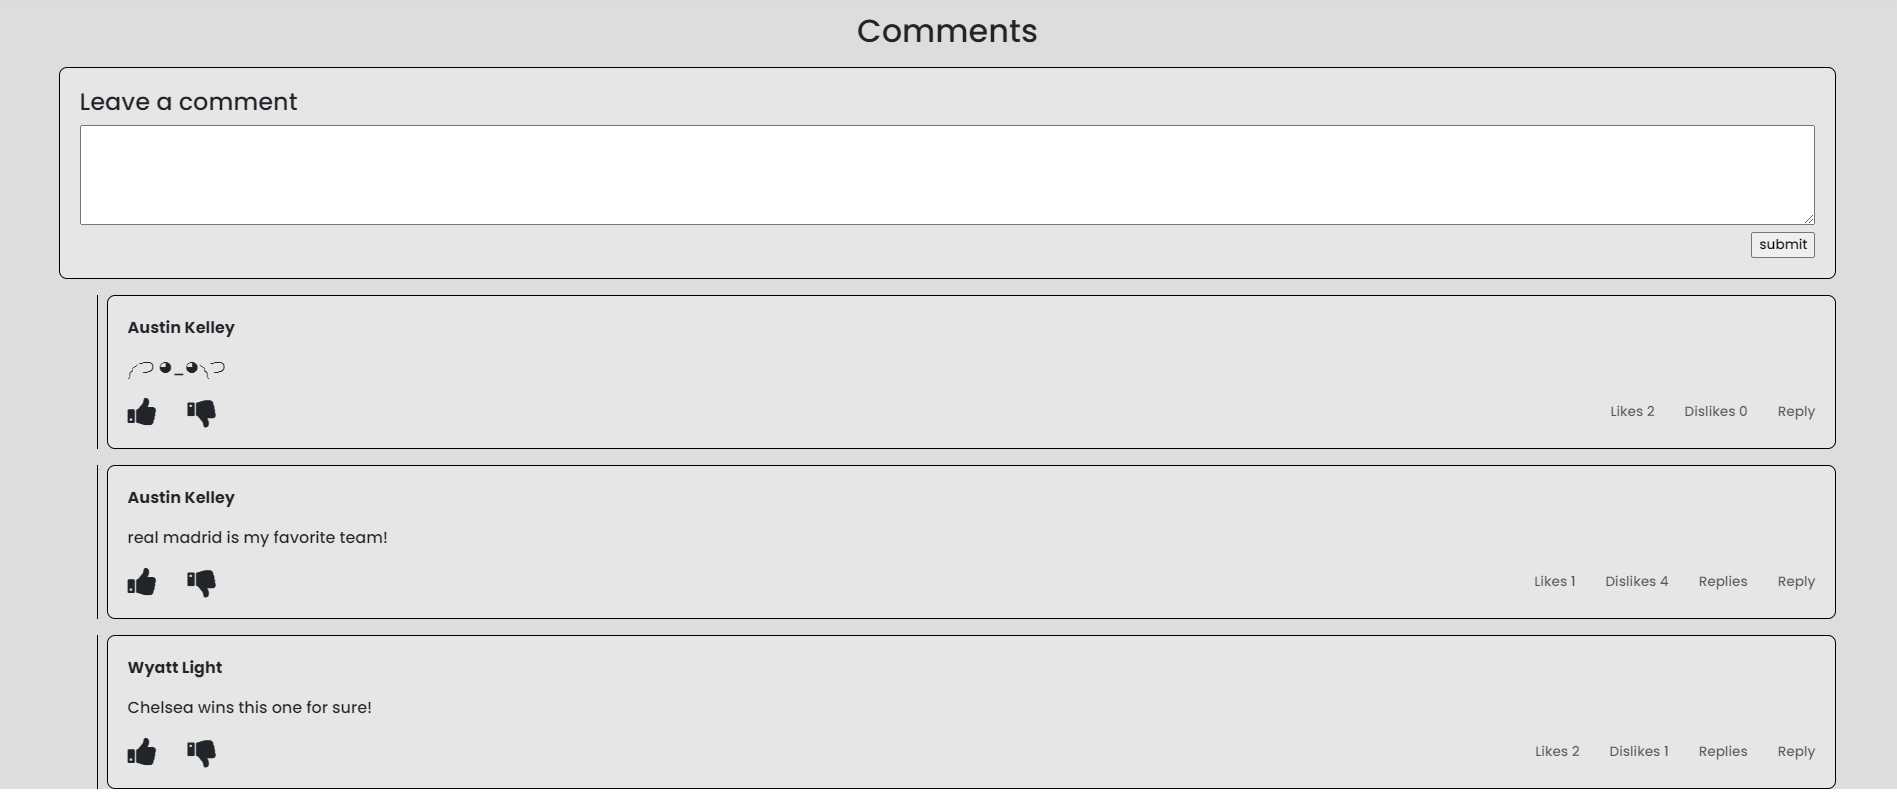 Comments
Leave a comment
submit
Austin Kelley
༼つ ◕_◕༽つ
Likes 2 Dislikes 0 Reply
Austin Kelley
real madrid is my favorite team!
Likes 1 Dislikes 4 Replies Reply
Wyatt Light
Chelsea wins this one for sure!
Likes 2 Dislikes 1 Replies Reply